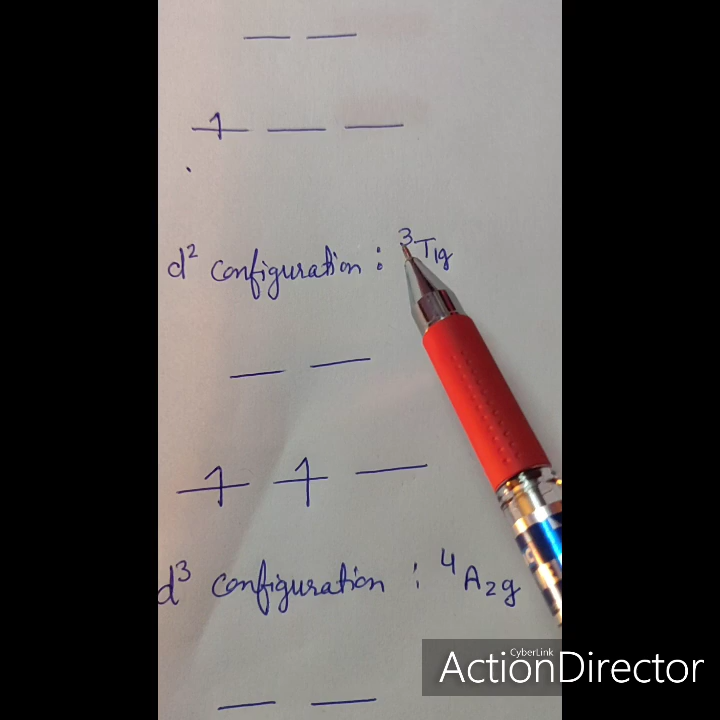 d² configuration : ³T₁g
d³ configuration : ⁴A₂g
CyberLink
ActionDirector